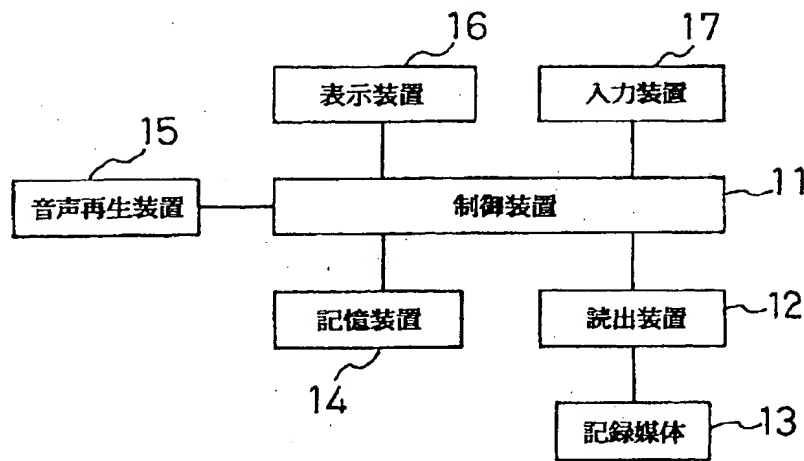 16
17
表示装置
入力装置
15
11
音声再生装置
制御装置
記憶装置
読出装置
12
14
記録媒体
13